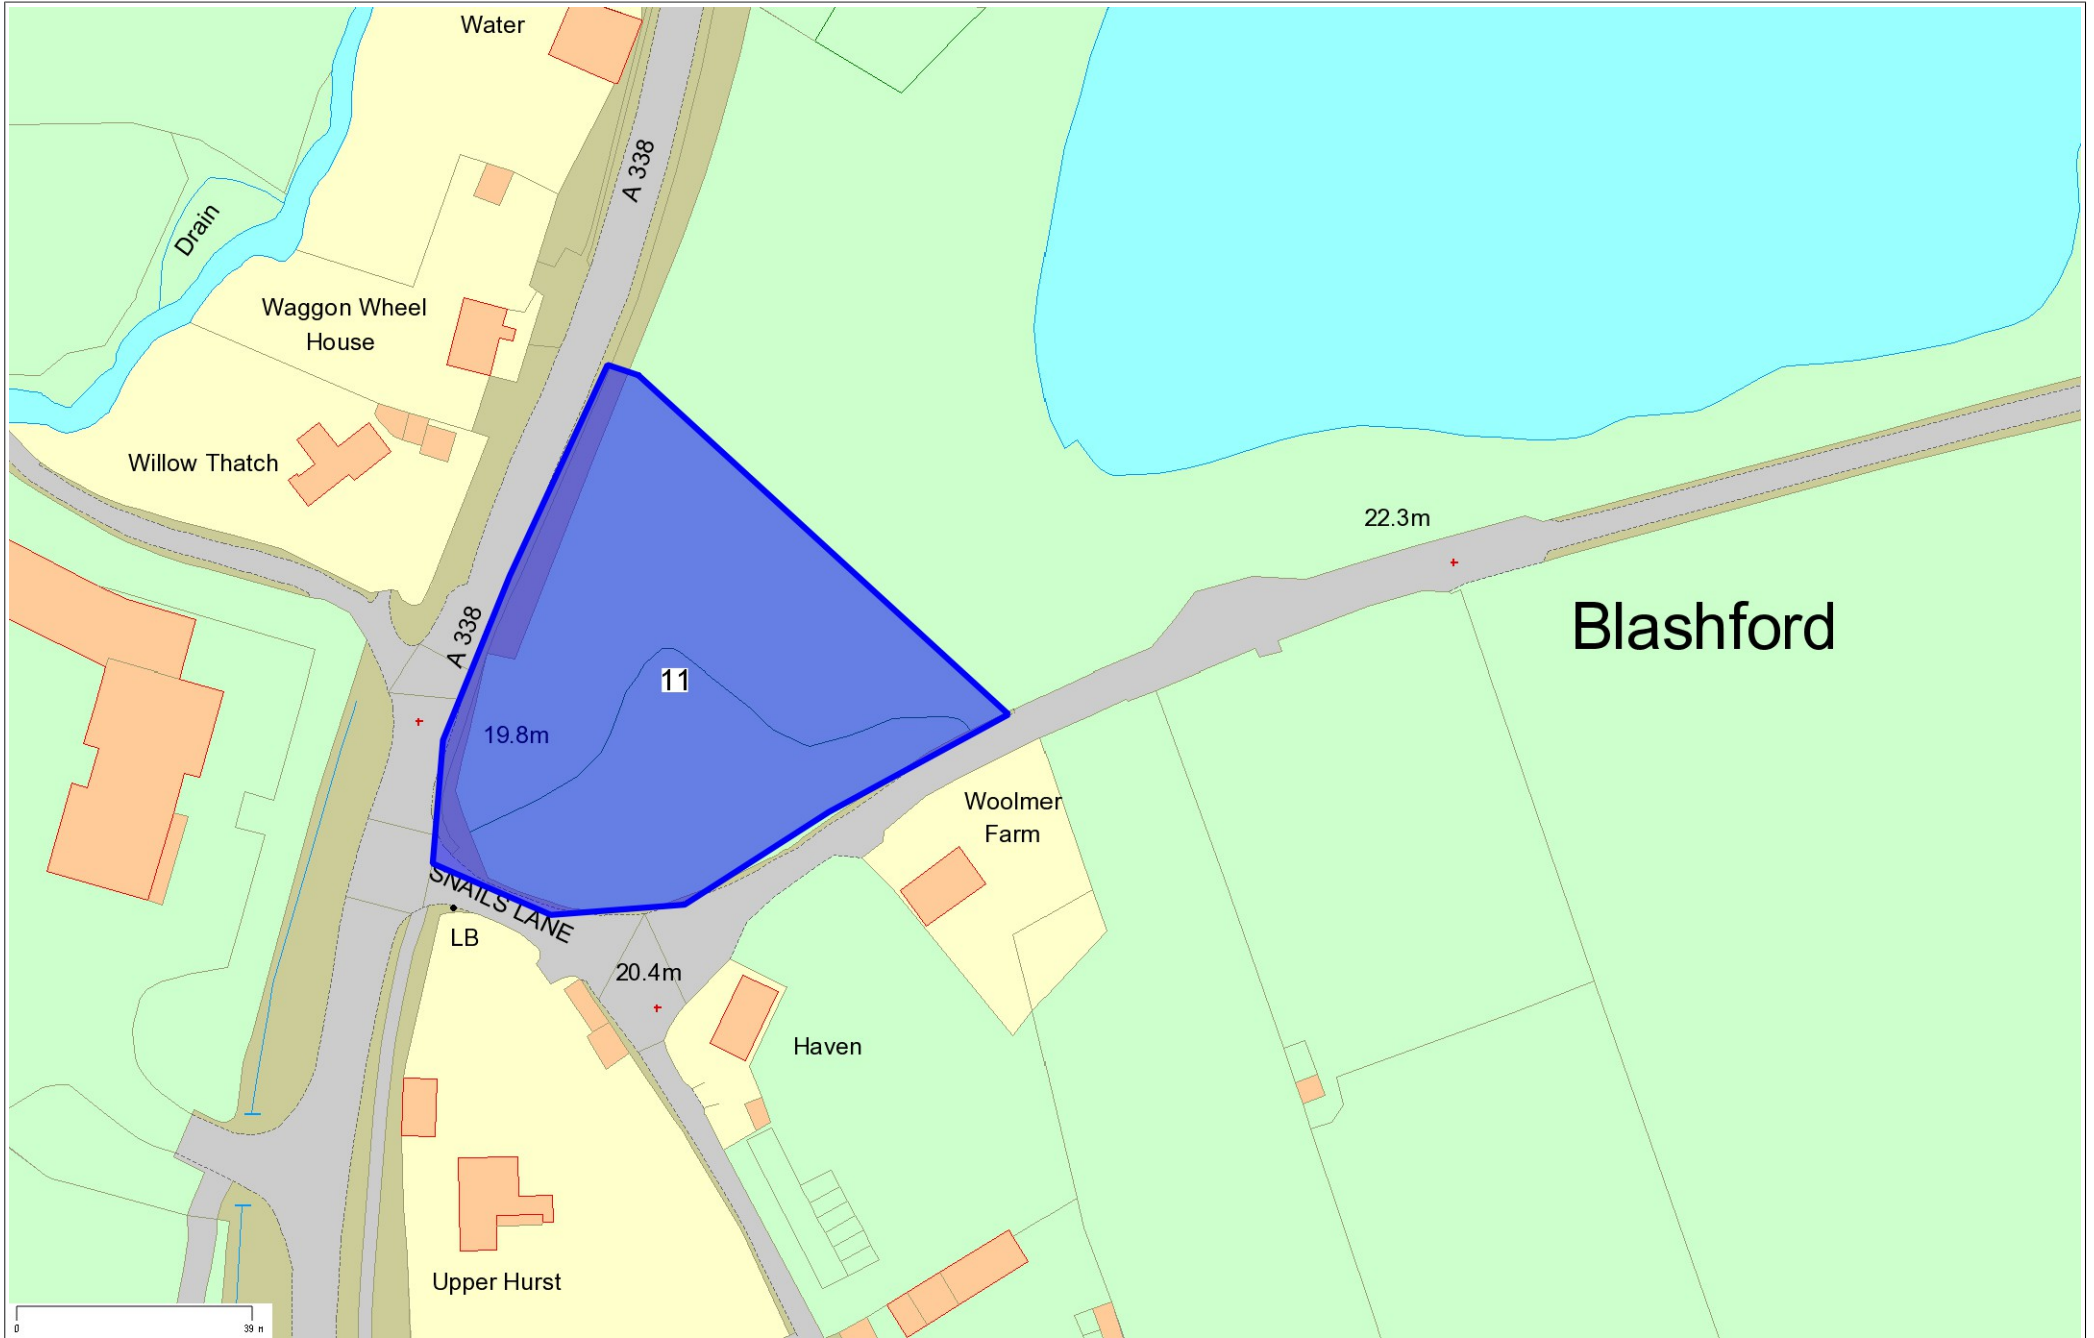 Water
A 338
Drain
Waggon Wheel
House
Willow Thatch
22.3m
A 338
Blashford
11
19.8m
Woolmer
Farm
SNAILS LANE
LB
20.4m
Haven
Upper Hurst
0
39 M